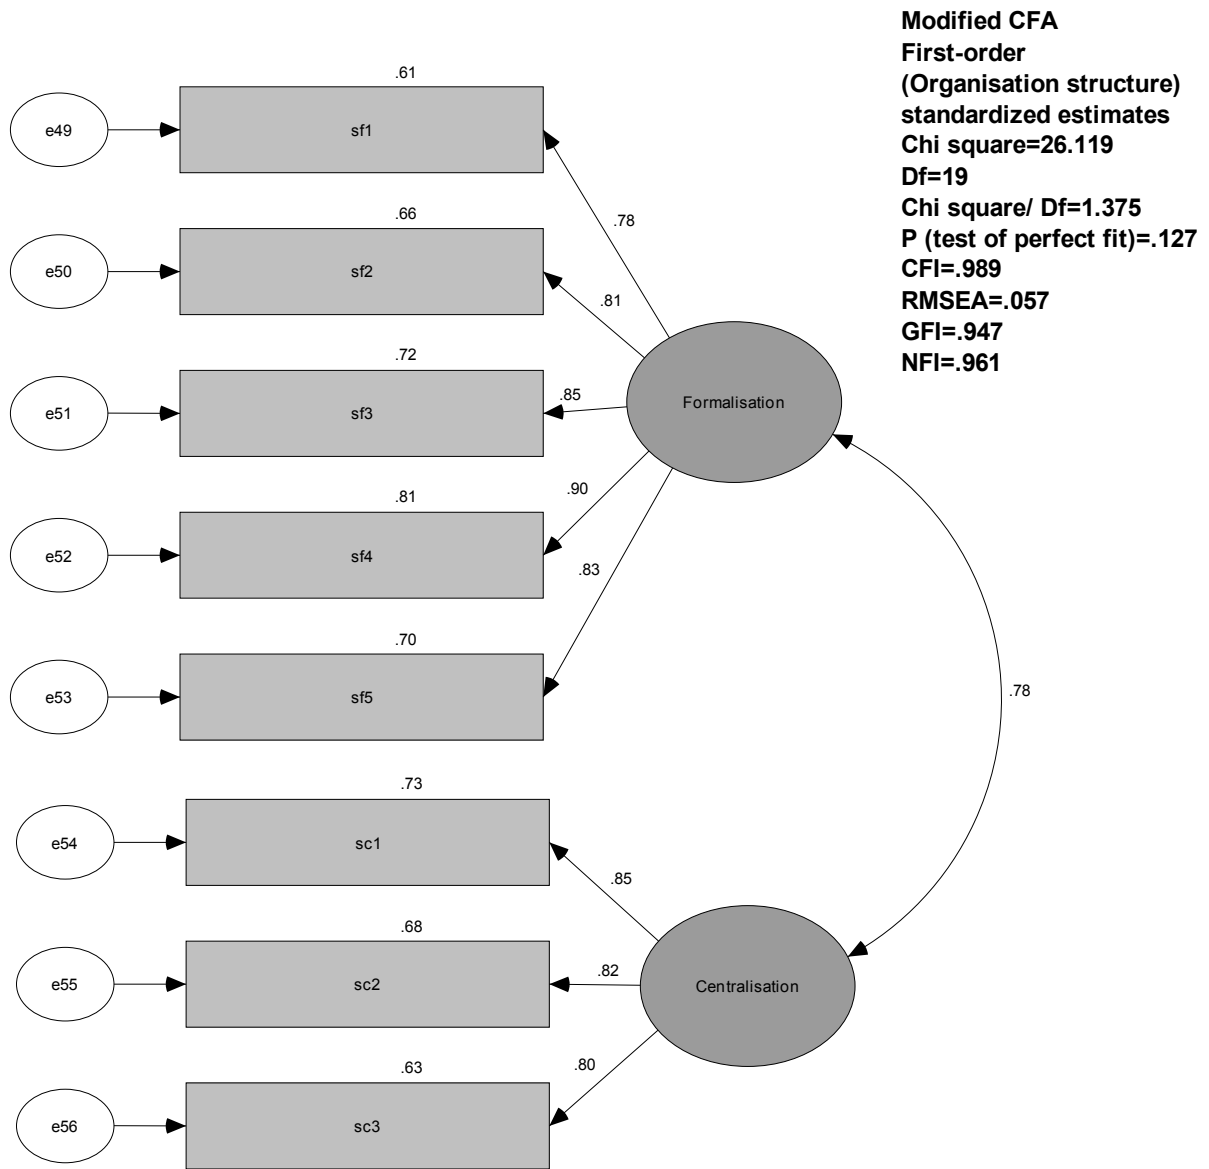 Modified CFA
First-order
(Organisation structure)
standardized estimates
Chi square=26.119
Df=19
Chi square/ Df=1.375
P (test of perfect fit)=.127
CFI=.989
RMSEA=.057
GFI=.947
NFI=.961
.61
e49
sf1
.78
.66
e50
sf2
.81
.72
e51
sf3
.85
Formalisation
.81
e52
sf4
.90
.70
e53
sf5
.83
.78
.73
e54
sc1
.85
.68
e55
sc2
.82
Centralisation
.63
e56
sc3
.80